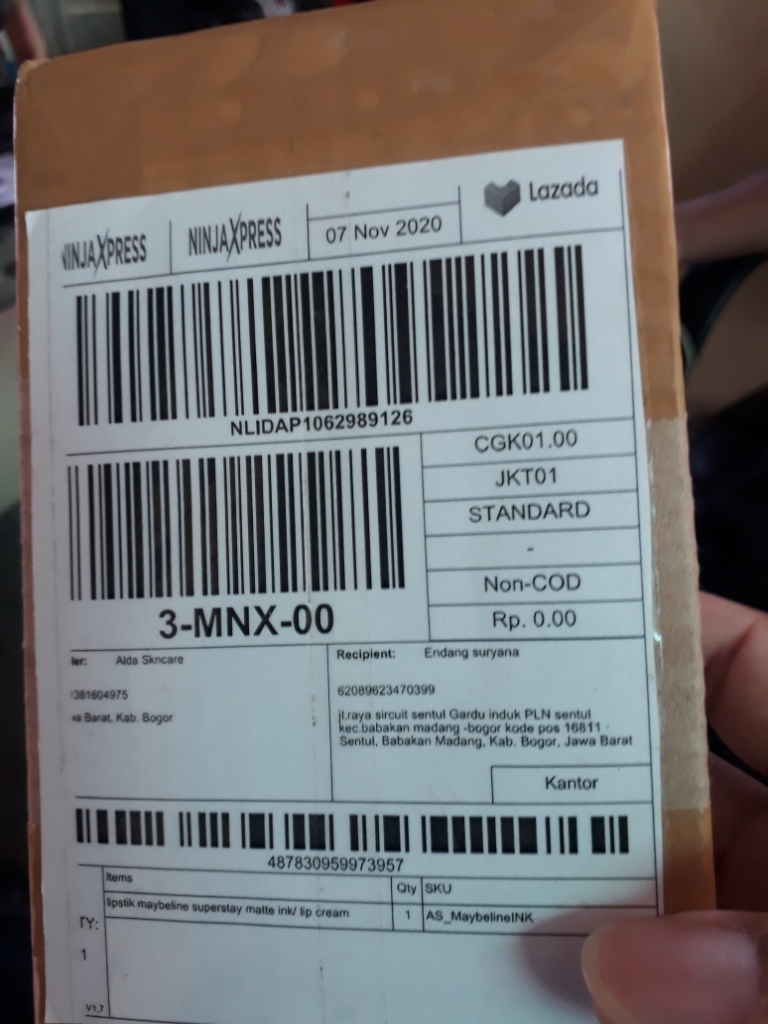 NINJAXPRESS
NINJAXPRESS
07 Nov 2020
Lazada
NLIDAP1062989126
CGK01.00
JKT01
STANDARD
-
Non-COD
Rp. 0.00
3-MNX-00
ler: Alda Skncare
381604975
va Barat, Kab. Bogor
Recipient: Endang suryana
62089623470399
jl.raya sircuit sentul Gardu induk PLN sentul
kec.babakan madang -bogor kode pos 16811 -
Sentul, Babakan Madang, Kab. Bogor, Jawa Barat
Kantor
487830959973957
Items Qty SKU
lipstik maybeline superstay matte ink/ lip cream 1 AS_MaybelineINK
TY:
1
V1.7